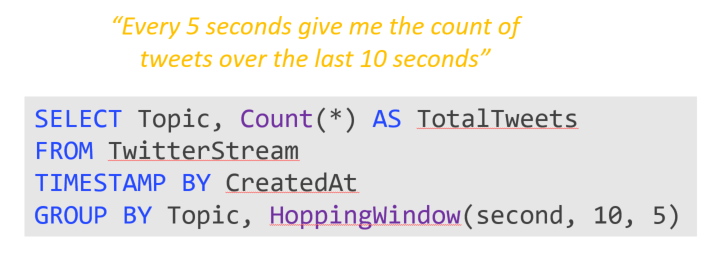 “Every 5 seconds give me the count of
tweets over the last 10 seconds”
SELECT Topic, Count(*) AS TotalTweets
FROM TwitterStream
TIMESTAMP BY CreatedAt
GROUP BY Topic, HoppingWindow(second, 10, 5)